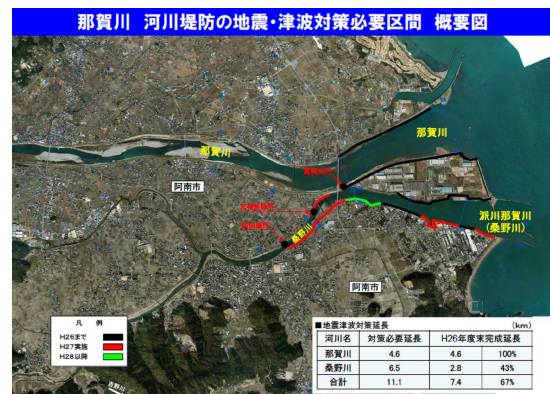 那賀川 河川堤防の地震・津波対策必要区間 概要図
那賀川
那賀川
阿南市
派川那賀川
(桑野川)
桑野川
阿南市
凡 例
H26まで
H27実施
H28以降
■地震津波対策延長 (km)
河川名 対策必要延長 H26年度末完成延長
那賀川 4.6 4.6 100%
桑野川 6.5 2.8 43%
合計 11.1 7.4 67%